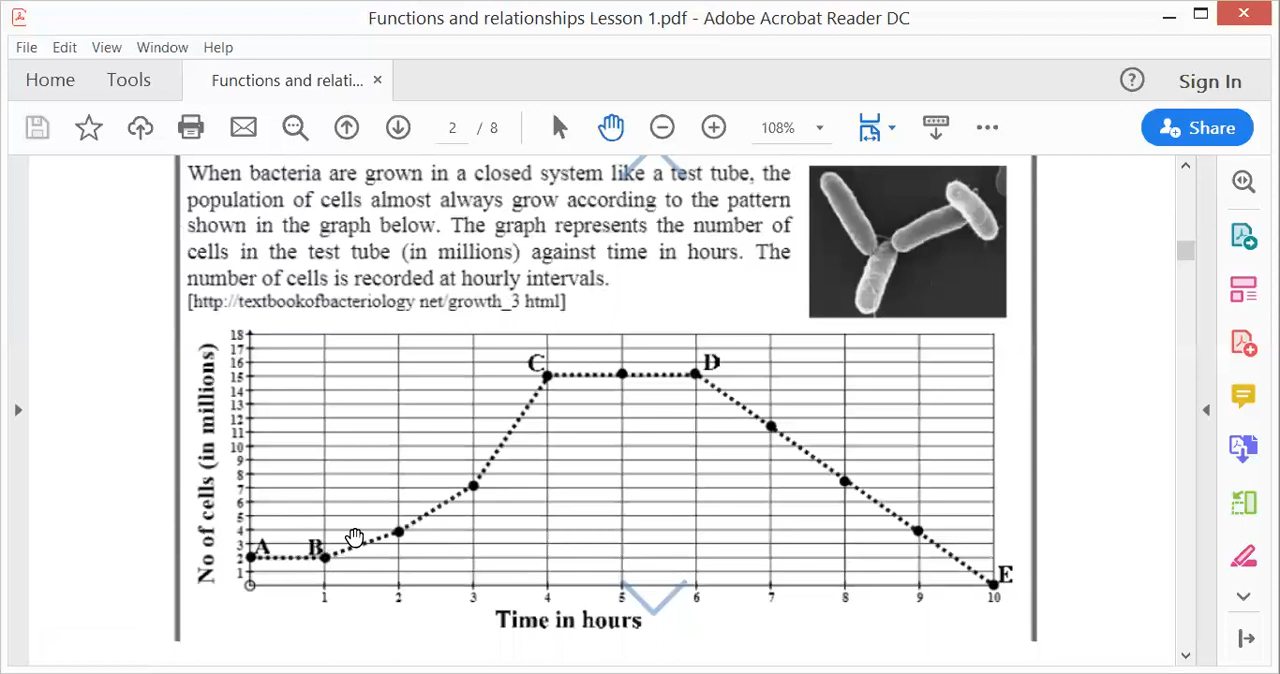 Functions and relationships Lesson 1.pdf - Adobe Acrobat Reader DC
File Edit View Window Help
Home Tools Functions and relati... × Sign In
2 / 8 108% Share
When bacteria are grown in a closed system like a test tube, the
population of cells almost always grow according to the pattern
shown in the graph below. The graph represents the number of
cells in the test tube (in millions) against time in hours. The
number of cells is recorded at hourly intervals.
[http://textbookofbacteriology net/growth_3 html]
No of cells (in millions)
18
17
16
15
14
13
12
11
10
9
8
7
6
5
4
3
2
1
0
A B C D E
1 2 3 4 5 6 7 8 9 10
Time in hours